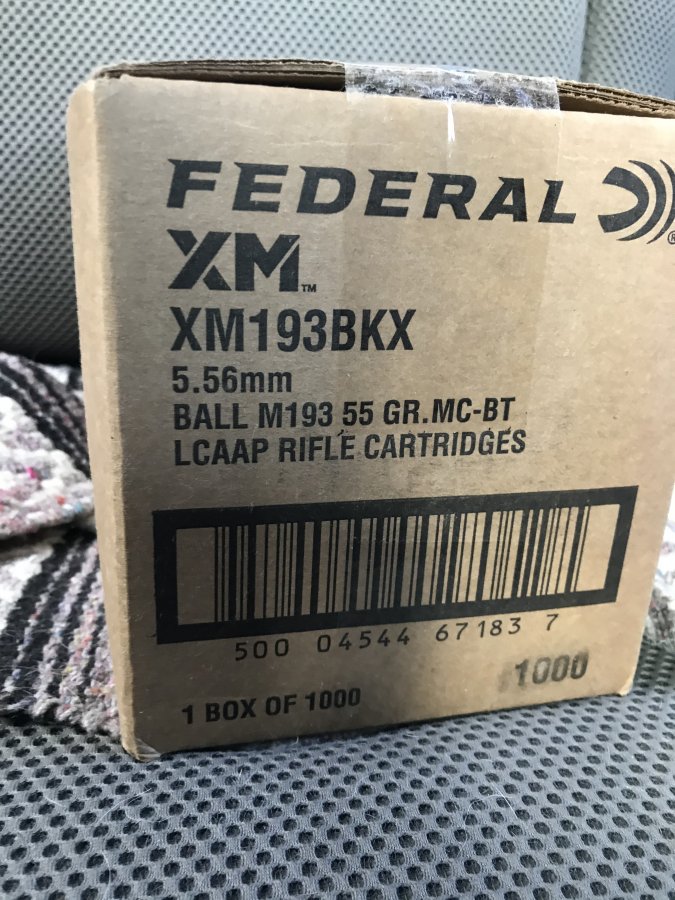 FEDERAL
®
XM™
XM193BKX
5.56mm
BALL M193 55 GR.MC-BT
LCAAP RIFLE CARTRIDGES
500 04544 67183 7
1000
1 BOX OF 1000